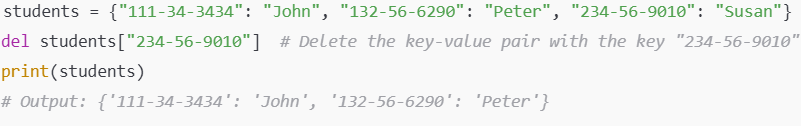 students = {"111-34-3434": "John", "132-56-6290": "Peter", "234-56-9010": "Susan"}
del students["234-56-9010"]  # Delete the key-value pair with the key "234-56-9010"
print(students)
# Output: {'111-34-3434': 'John', '132-56-6290': 'Peter'}